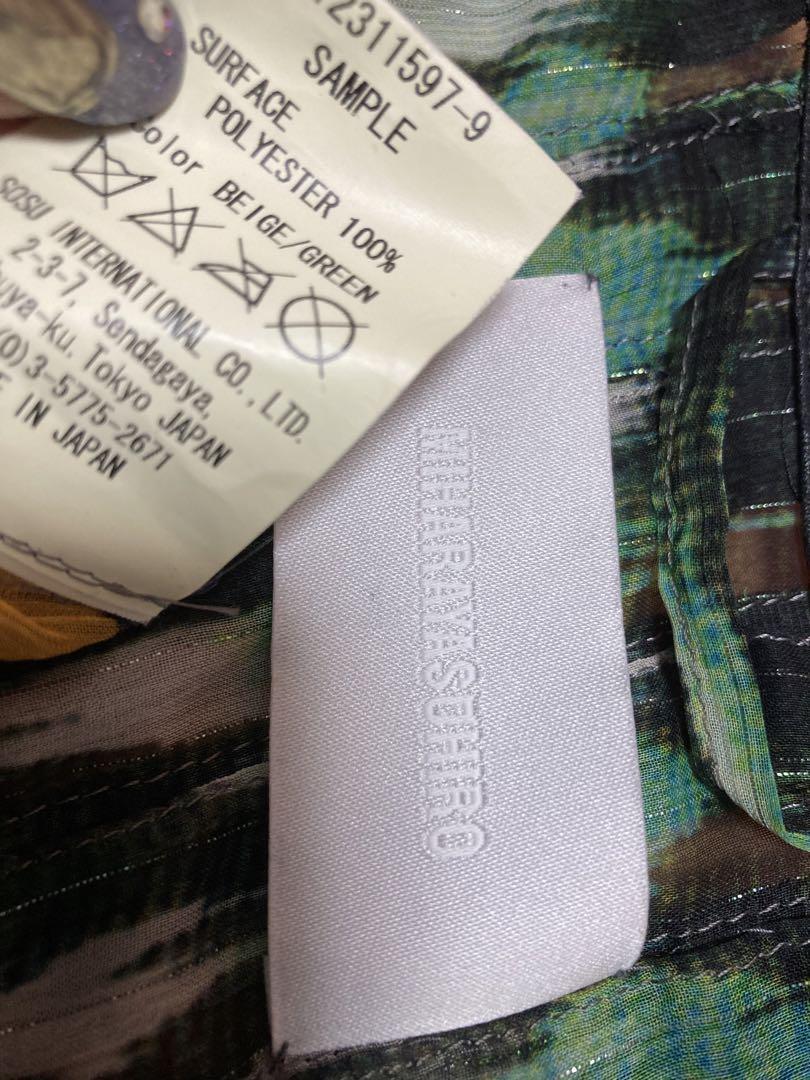 2311597-9
SAMPLE
SURFACE
POLYESTER 100%
Color BEIGE/GREEN
SOSU INTERNATIONAL CO., LTD.
2-3-7, Sendagaya,
uya-ku. Tokyo JAPAN
(0)3-5775-2671
E IN JAPAN
MIHARAYASUHIRO